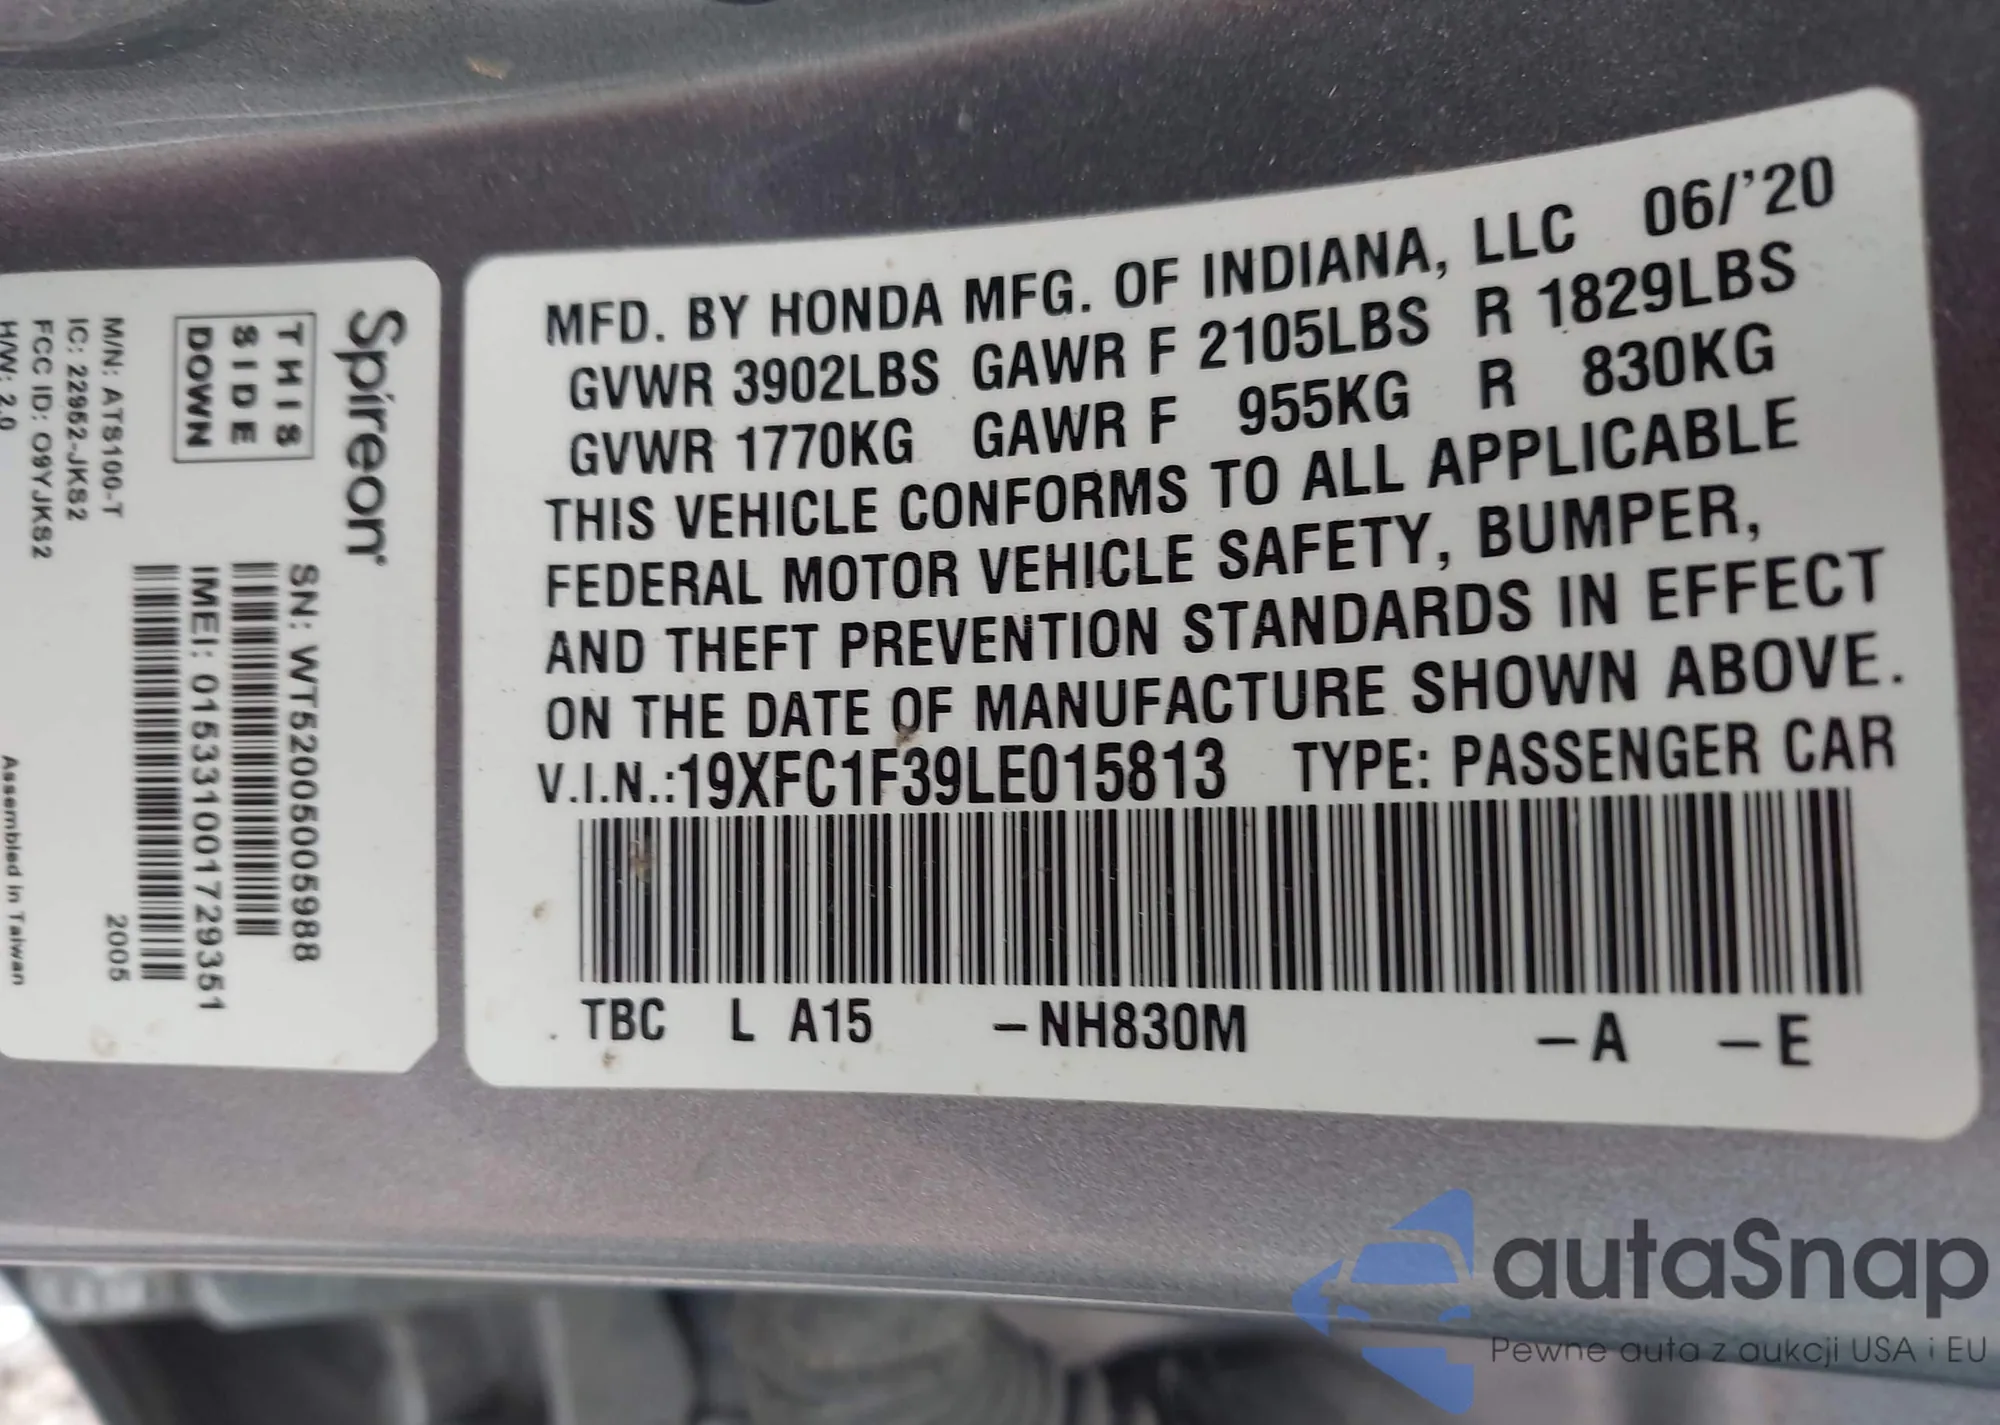 Spireon
THIS
SIDE
DOWN
SN: WT52005005988
IMEI: 015331001729351
2005
M/N: ATS100-T
IC: 22952-JKS2
FCC ID: O9YJKS2
H/W: 2.0
Assembled in Taiwan
MFD. BY HONDA MFG. OF INDIANA, LLC 06/'20
GVWR 3902LBS GAWR F 2105LBS R 1829LBS
GVWR 1770KG GAWR F 955KG R 830KG
THIS VEHICLE CONFORMS TO ALL APPLICABLE
FEDERAL MOTOR VEHICLE SAFETY, BUMPER,
AND THEFT PREVENTION STANDARDS IN EFFECT
ON THE DATE OF MANUFACTURE SHOWN ABOVE.
V.I.N.:19XFC1F39LE015813 TYPE: PASSENGER CAR
TBC L A15 -NH830M -A -E
autaSnap
Pewne auta z aukcji USA i EU